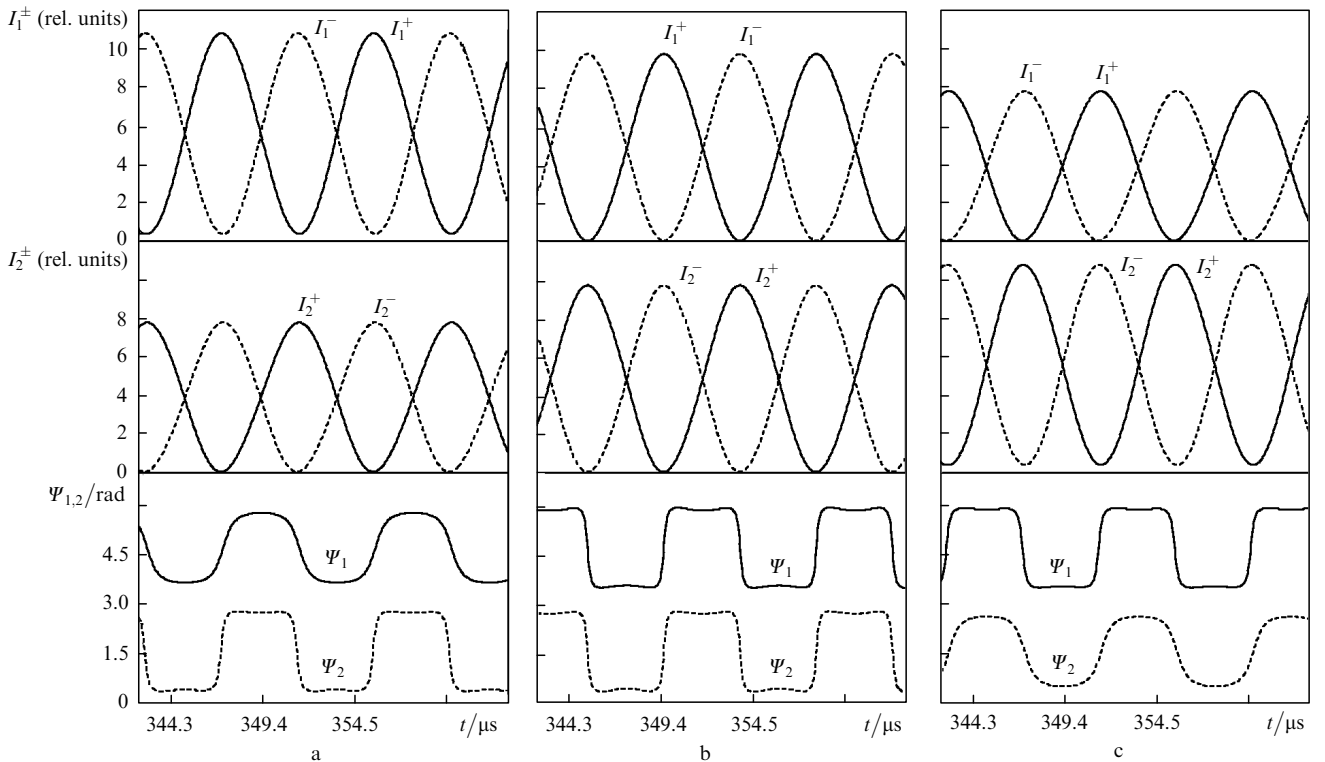 I₁± (rel. units)
I₁⁻ I₁⁺
I₁⁺ I₁⁻
I₁⁻ I₁⁺
10
8
6
4
2
0
I₂± (rel. units)
I₂⁺ I₂⁻
I₂⁻ I₂⁺
I₂⁻ I₂⁺
8
6
4
2
0
Ψ₁,₂/rad
4.5
3.0
1.5
0
Ψ₁ Ψ₁ Ψ₁
Ψ₂ Ψ₂ Ψ₂
344.3 349.4 354.5 t/μs
344.3 349.4 354.5 t/μs
344.3 349.4 354.5 t/μs
a b c